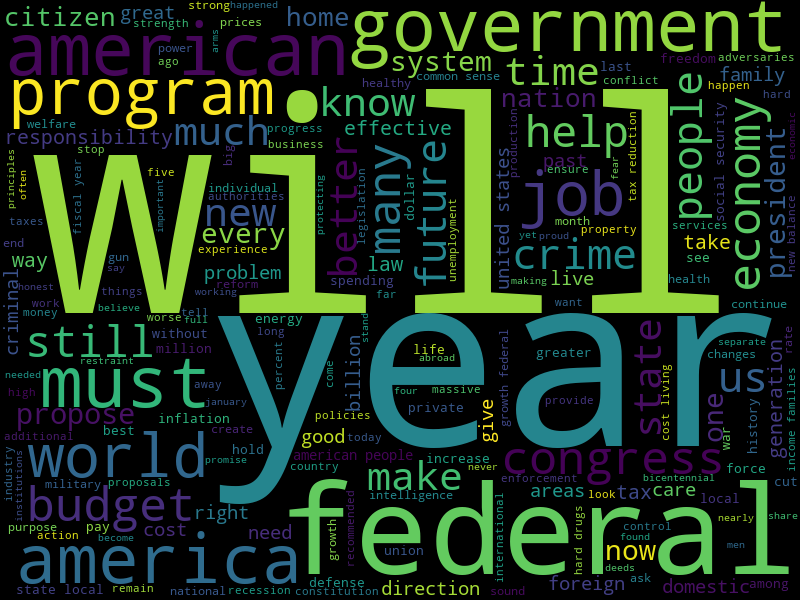 strong happened
citizen great home government
strength prices
american power arms ago system common sense freedom adversaries
healthy time last conflict family happen hard
program know nation people
welfare progress effective tax reduction
responsibility much business help economy president
principles stop big production past social security economic
often five individual authorities new better many future
fiscal year important protecting legislation dollar unemployment united states job fear ensure
taxes every month property services take new balance
end gun experience law yet proud crime see
way say problem spending live health
criminal honest things reform far making
will
work believe working want continue
money worse tell energy stand
still without full long
restraint million percent life greater separate changes rate
needed away come abroad growth federal state cost living
must january billion four massive provide us generation income families
high propose inflation policies private give one history
additional best create good today war
year
world hold american people never congress
promise country increase force bicentennial
industry institutions military proposals make enforcement look cut
budget intelligence areas tax care local nearly share
purpose pay cost right recommended international hard drugs
action become need growth union control now men
america found deeds
federal
defense sound foreign ask
state local remain national recession constitution direction domestic among